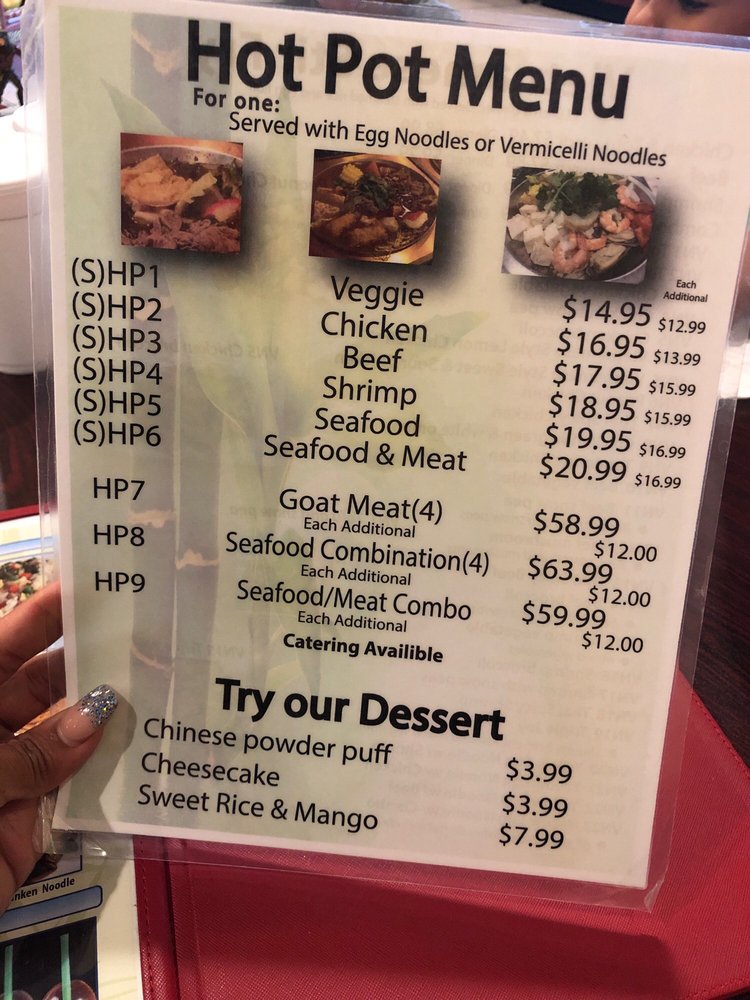 Hot Pot Menu
For one:
Served with Egg Noodles or Vermicelli Noodles
Each
Additional
(S)HP1 Veggie $14.95 $12.99
(S)HP2 Chicken $16.95 $13.99
(S)HP3 Beef $17.95 $15.99
(S)HP4 Shrimp $18.95 $15.99
(S)HP5 Seafood $19.95 $16.99
(S)HP6 Seafood & Meat $20.99 $16.99
HP7 Goat Meat(4) $58.99
Each Additional $12.00
HP8 Seafood Combination(4) $63.99
Each Additional $12.00
HP9 Seafood/Meat Combo $59.99
Each Additional $12.00
Catering Availible
Try our Dessert
Chinese powder puff $3.99
Cheesecake $3.99
Sweet Rice & Mango $7.99
Noodle